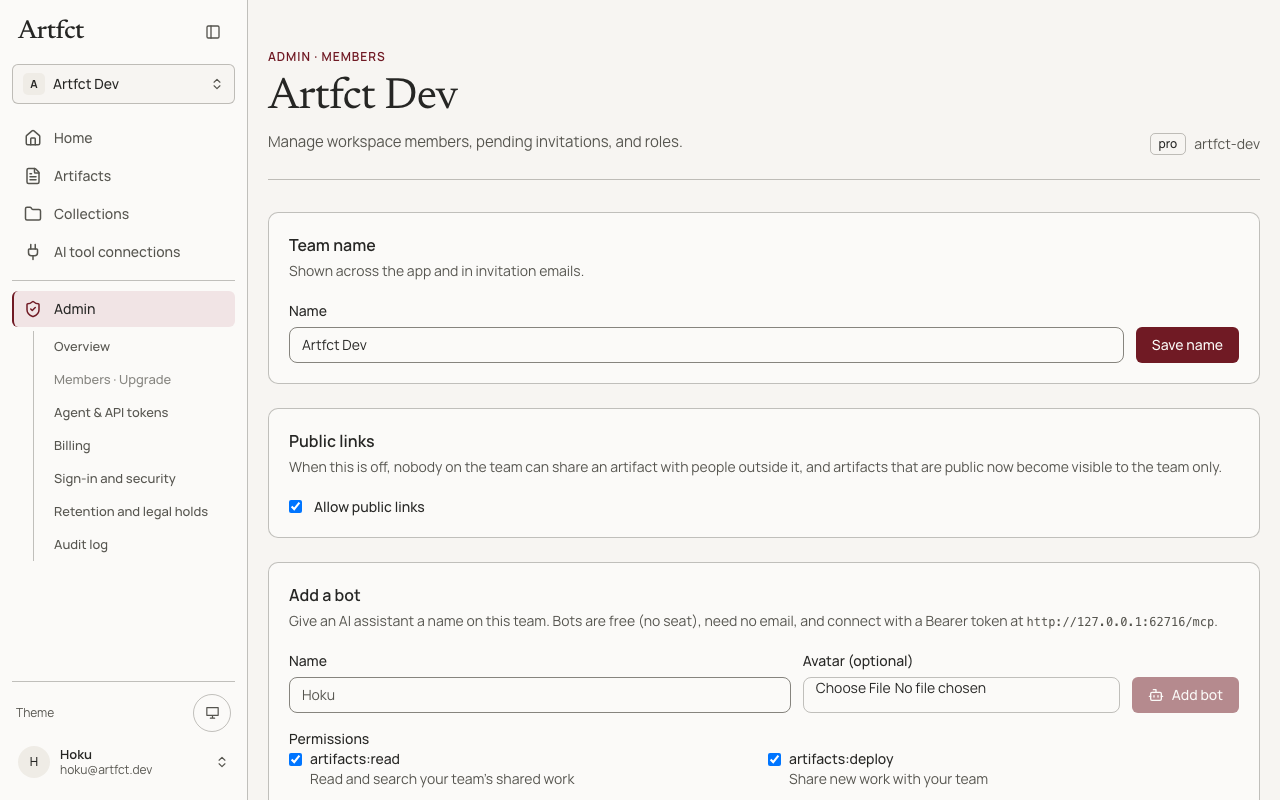 Artfct
A Artfct Dev
Home
Artifacts
Collections
AI tool connections
Admin
Overview
Members · Upgrade
Agent & API tokens
Billing
Sign-in and security
Retention and legal holds
Audit log
Theme
H
Hoku
hoku@artfct.dev
ADMIN · MEMBERS
Artfct Dev
Manage workspace members, pending invitations, and roles.
pro artfct-dev
Team name
Shown across the app and in invitation emails.
Name
Artfct Dev
Save name
Public links
When this is off, nobody on the team can share an artifact with people outside it, and artifacts that are public now become visible to the team only.
Allow public links
Add a bot
Give an AI assistant a name on this team. Bots are free (no seat), need no email, and connect with a Bearer token at http://127.0.0.1:62716/mcp.
Name
Avatar (optional)
Hoku
Choose File No file chosen
Add bot
Permissions
artifacts:read
Read and search your team's shared work
artifacts:deploy
Share new work with your team